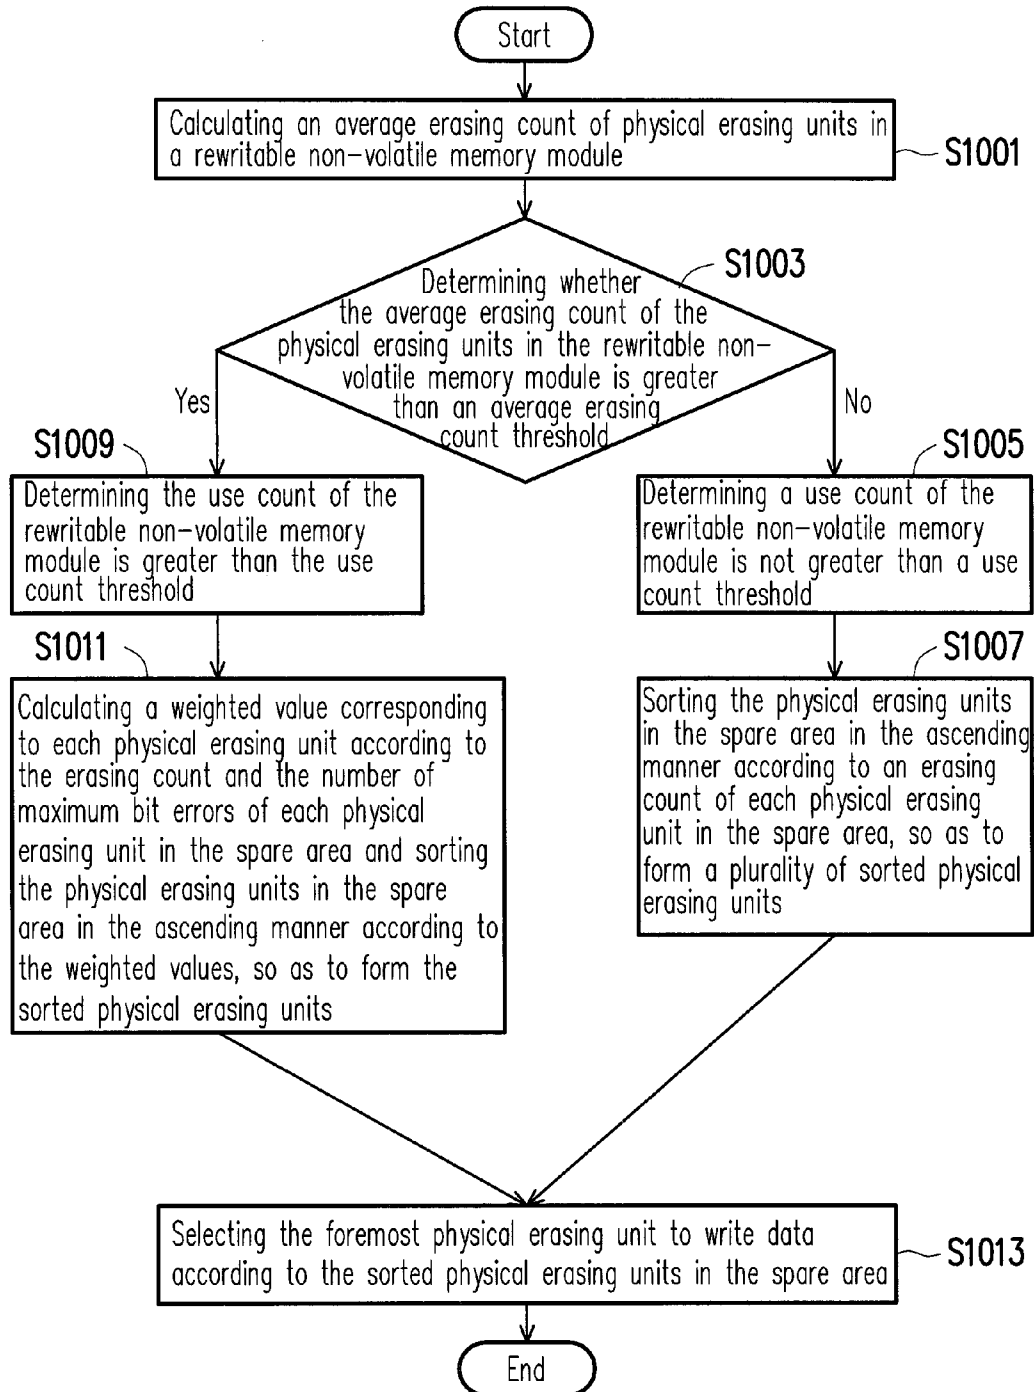 Start
Calculating an average erasing count of physical erasing units in
a rewritable non-volatile memory module
S1001
S1003
Determining whether
the average erasing count of the
physical erasing units in the rewritable non-
volatile memory module is greater
than an average erasing
count threshold
Yes
No
S1009
Determining the use count of the
rewritable non-volatile memory
module is greater than the use
count threshold
S1005
Determining a use count of the
rewritable non-volatile memory
module is not greater than a use
count threshold
S1011
Calculating a weighted value corresponding
to each physical erasing unit according to
the erasing count and the number of
maximum bit errors of each physical
erasing unit in the spare area and sorting
the physical erasing units in the spare
area in the ascending manner according to
the weighted values, so as to form the
sorted physical erasing units
S1007
Sorting the physical erasing units
in the spare area in the ascending
manner according to an erasing
count of each physical erasing
unit in the spare area, so as to
form a plurality of sorted physical
erasing units
Selecting the foremost physical erasing unit to write data
according to the sorted physical erasing units in the spare area
S1013
End